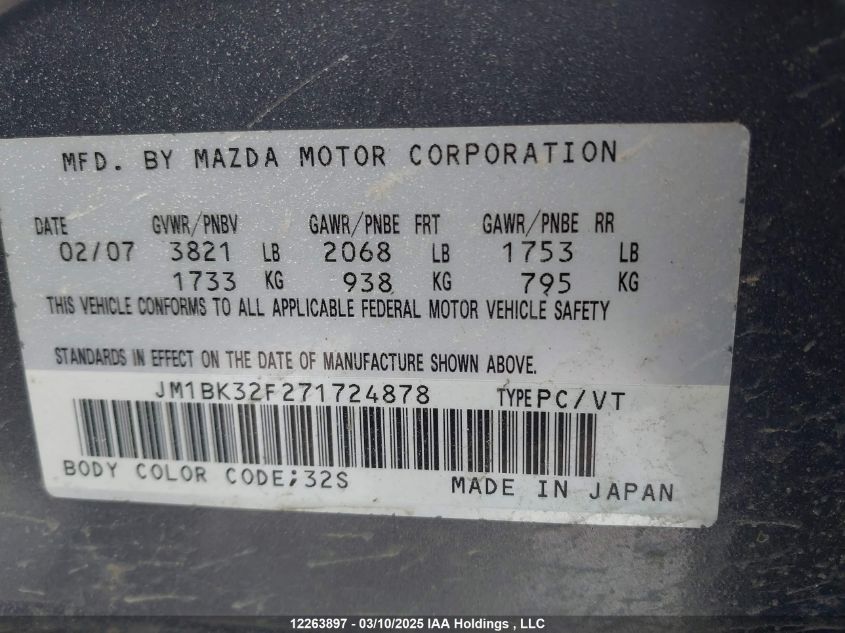 MFD. BY MAZDA MOTOR CORPORATION
DATE GVWR/PNBV GAWR/PNBE FRT GAWR/PNBE RR
02/07 3821 LB 2068 LB 1753 LB
1733 KG 938 KG 795 KG
THIS VEHICLE CONFORMS TO ALL APPLICABLE FEDERAL MOTOR VEHICLE SAFETY
STANDARDS IN EFFECT ON THE DATE OF MANUFACTURE SHOWN ABOVE.
JM1BK32F271724878 TYPE PC/VT
BODY COLOR CODE;32S
MADE IN JAPAN
12263897 - 03/10/2025 IAA Holdings , LLC